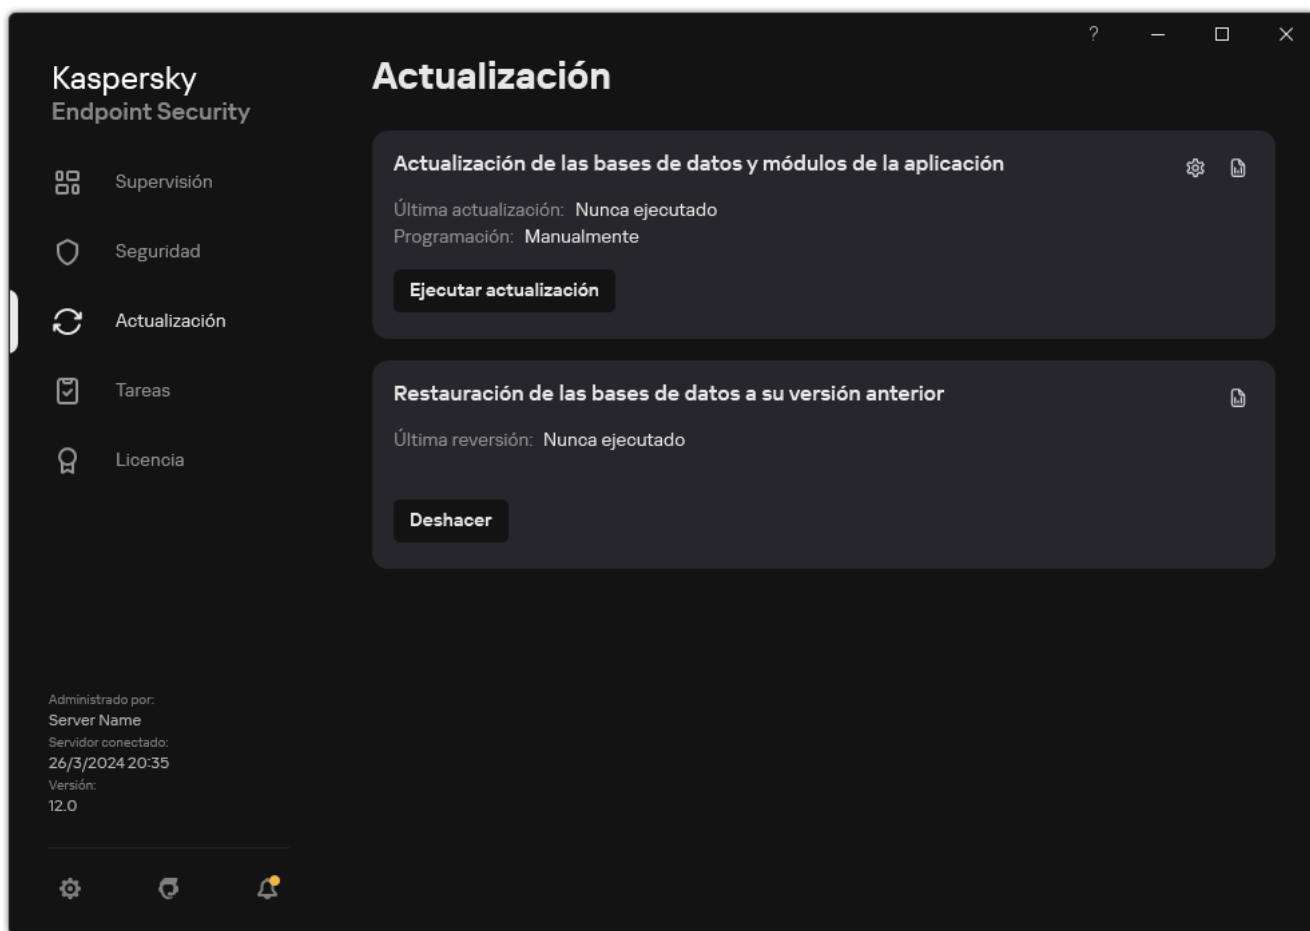 ?
Kaspersky
Endpoint Security
Supervisión
Seguridad
Actualización
Tareas
Licencia
Administrado por:
Server Name
Servidor conectado:
26/3/2024 20:35
Versión:
12.0
Actualización
Actualización de las bases de datos y módulos de la aplicación
Última actualización: Nunca ejecutado
Programación: Manualmente
Ejecutar actualización
Restauración de las bases de datos a su versión anterior
Última reversión: Nunca ejecutado
Deshacer